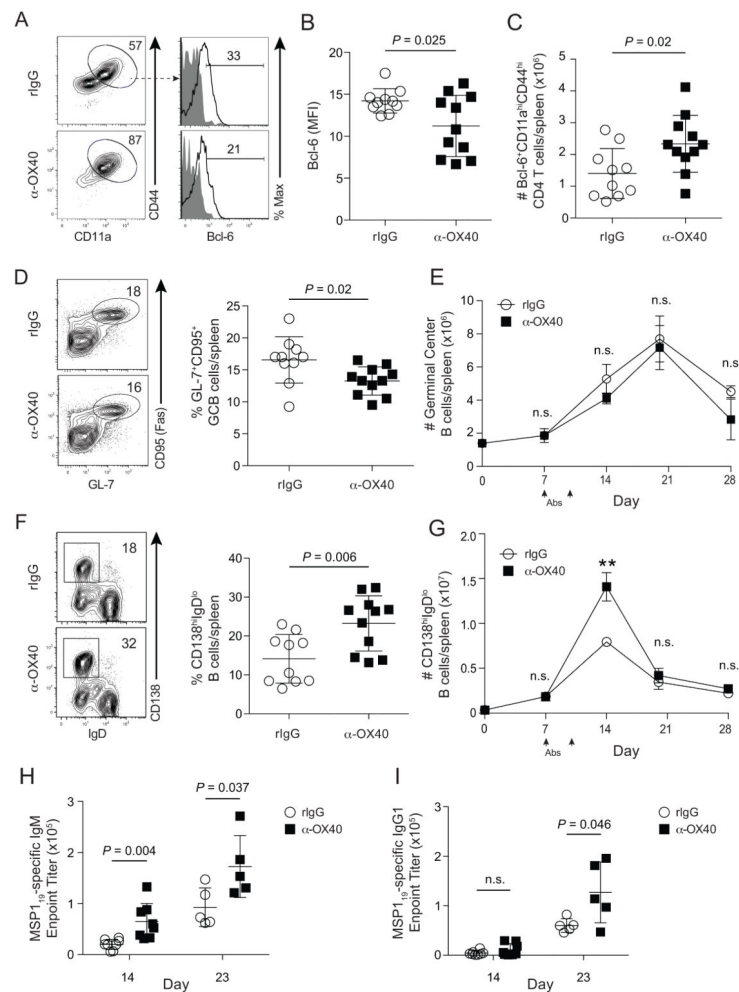 A
57
33
rIgG
87
21
α-OX40
CD44
% Max
CD11a
Bcl-6
B
P = 0.025
20
15
10
5
0
Bcl-6 (MFI)
rIgG
α-OX40
C
P = 0.02
5
4
3
2
1
0
# Bcl-6⁺CD11aʰⁱCD44ʰⁱ
CD4 T cells/spleen (x10⁶)
rIgG
α-OX40
D
18
rIgG
16
α-OX40
CD95 (Fas)
GL-7
P = 0.02
25
20
15
10
5
0
% GL-7⁺CD95⁺
GCB cells/spleen
rIgG
α-OX40
E
rIgG
α-OX40
n.s.
n.s.
n.s.
n.s.
10
8
6
4
2
0
# Germinal Center
B cells/spleen (x10⁶)
0
7
14
21
28
Abs
Day
F
18
rIgG
32
α-OX40
CD138
IgD
P = 0.006
40
30
20
10
0
% CD138ʰⁱIgDˡᵒ
B cells/spleen
rIgG
α-OX40
G
rIgG
α-OX40
**
n.s.
n.s.
n.s.
2.0
1.5
1.0
0.5
0
# CD138ʰⁱIgDˡᵒ
B cells/spleen (x10⁷)
0
7
14
21
28
Abs
Day
H
P = 0.037
P = 0.004
rIgG
α-OX40
3
2
1
0
MSP1₁₉-specific IgM
Enpoint Titer (x10⁵)
14
23
Day
I
P = 0.046
n.s.
rIgG
α-OX40
3
2
1
0
MSP1₁₉-specific IgG1
Enpoint Titer (x10⁵)
14
23
Day